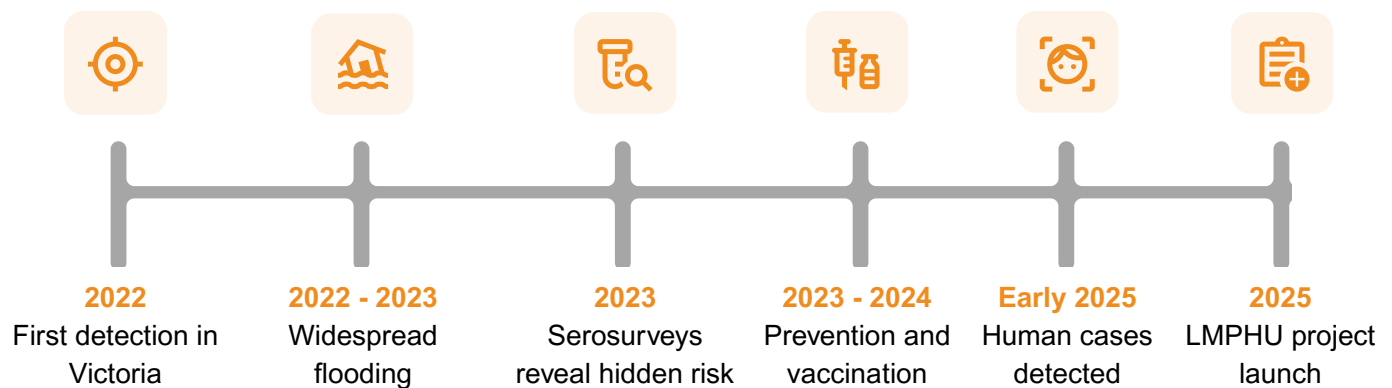 2022
First detection in
Victoria
2022 - 2023
Widespread
flooding
2023
Serosurveys
reveal hidden risk
2023 - 2024
Prevention and
vaccination
Early 2025
Human cases
detected
2025
LMPHU project
launch